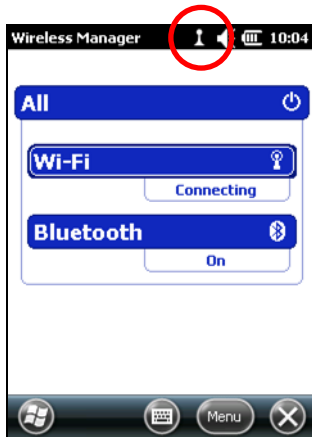 Wireless Manager 10:04
All
Wi-Fi
Connecting
Bluetooth
On
Menu